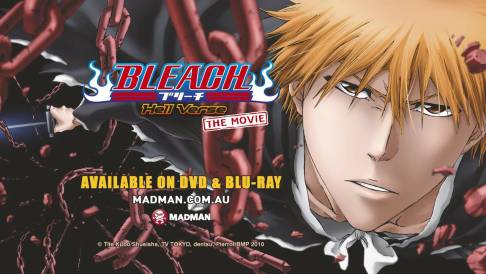 BLEACH
ブリーチ
Hell Verse
THE MOVIE
AVAILABLE ON DVD & BLU-RAY
MADMAN.COM.AU
MADMAN
© Tite Kubo/Shueisha, TV TOKYO, dentsu, Pierrot/BMP 2010